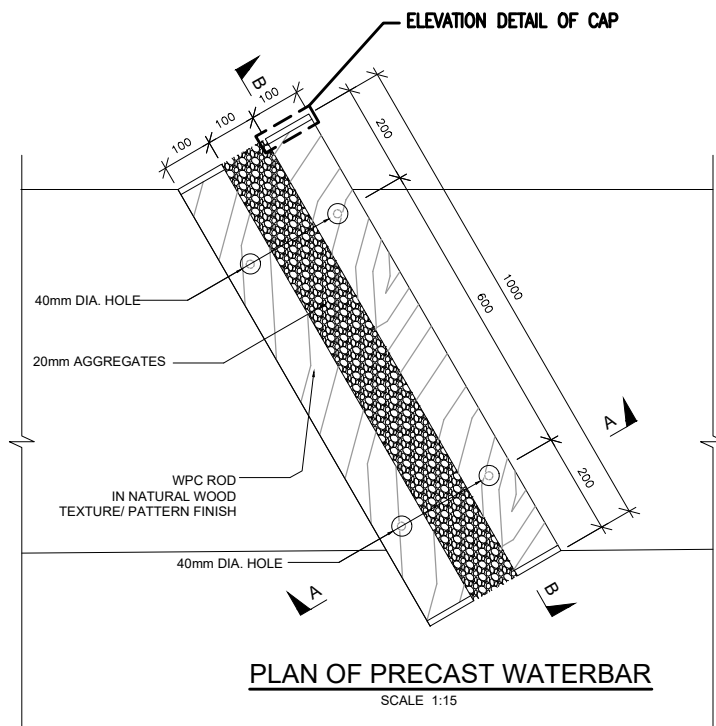 ELEVATION DETAIL OF CAP
B
100
100
100
200
1000
600
40mm DIA. HOLE
20mm AGGREGATES
A
WPC ROD
IN NATURAL WOOD
TEXTURE/ PATTERN FINISH
200
40mm DIA. HOLE
A
B
PLAN OF PRECAST WATERBAR
SCALE 1:15